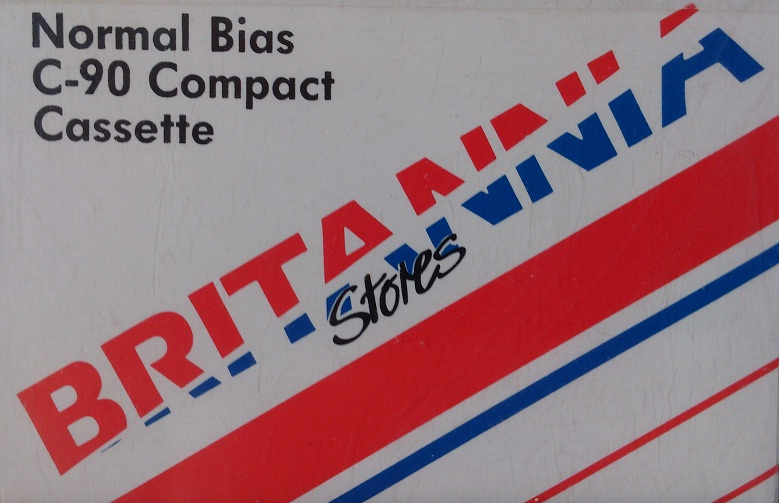 Normal Bias
C-90 Compact
Cassette
BRITANNIA
Stores